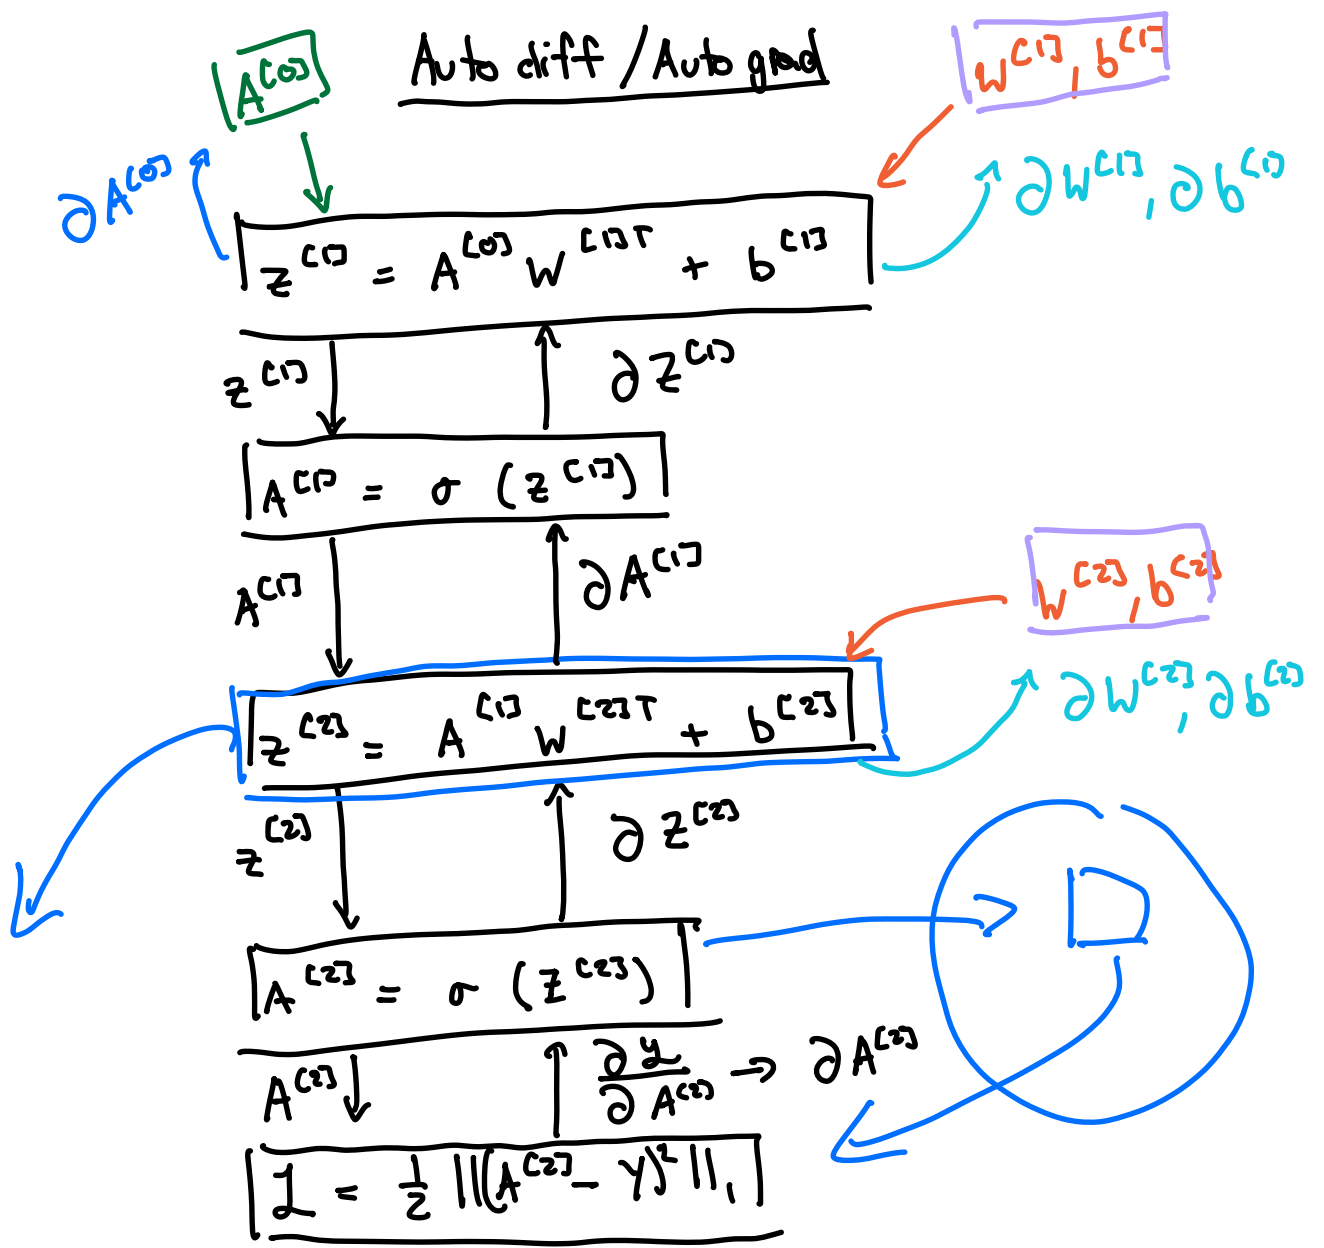 A^[0]
Auto diff / Auto grad
W^[1], b^[1]
∂A^[0]
∂W^[1], ∂b^[1]
z^[1] = A^[0] W^[1]T + b^[1]
z^[1]
∂Z^[1]
A^[1] = σ (z^[1])
A^[1]
∂A^[1]
W^[2], b^[2]
∂W^[2], ∂b^[2]
z^[2] = A^[1] W^[2]T + b^[2]
z^[2]
∂Z^[2]
A^[2] = σ (z^[2])
A^[2]
∂ℒ/∂A^[2] → ∂A^[2]
ℒ = 1/2 ||(A^[2] - Y)^2||_1